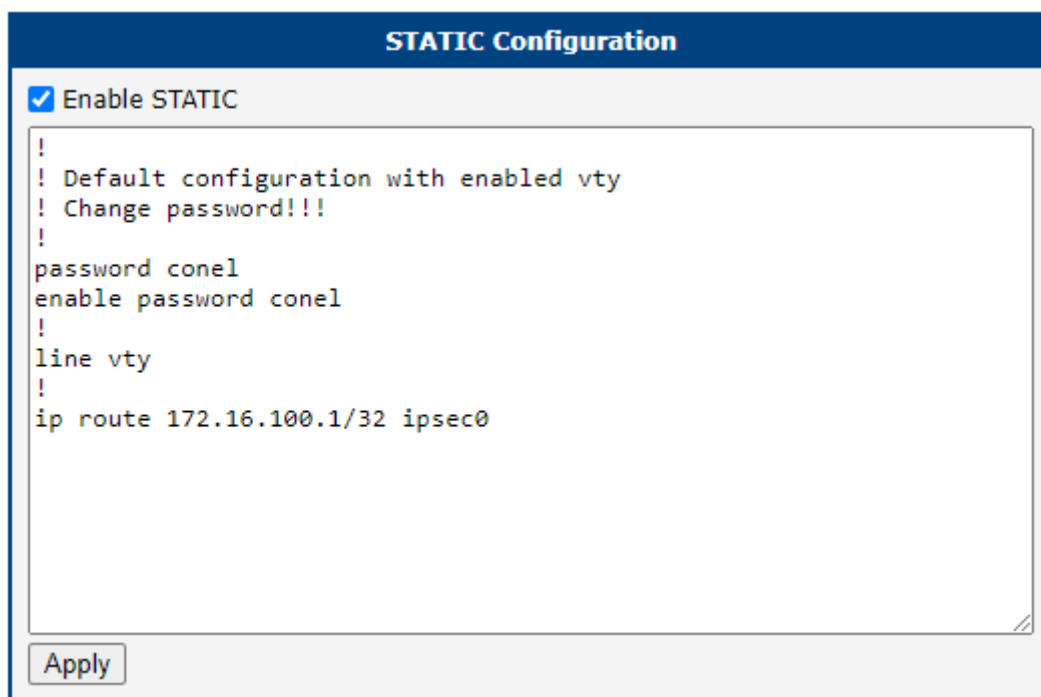 STATIC Configuration
Enable STATIC
!
! Default configuration with enabled vty
! Change password!!!
!
password conel
enable password conel
!
line vty
!
ip route 172.16.100.1/32 ipsec0
Apply